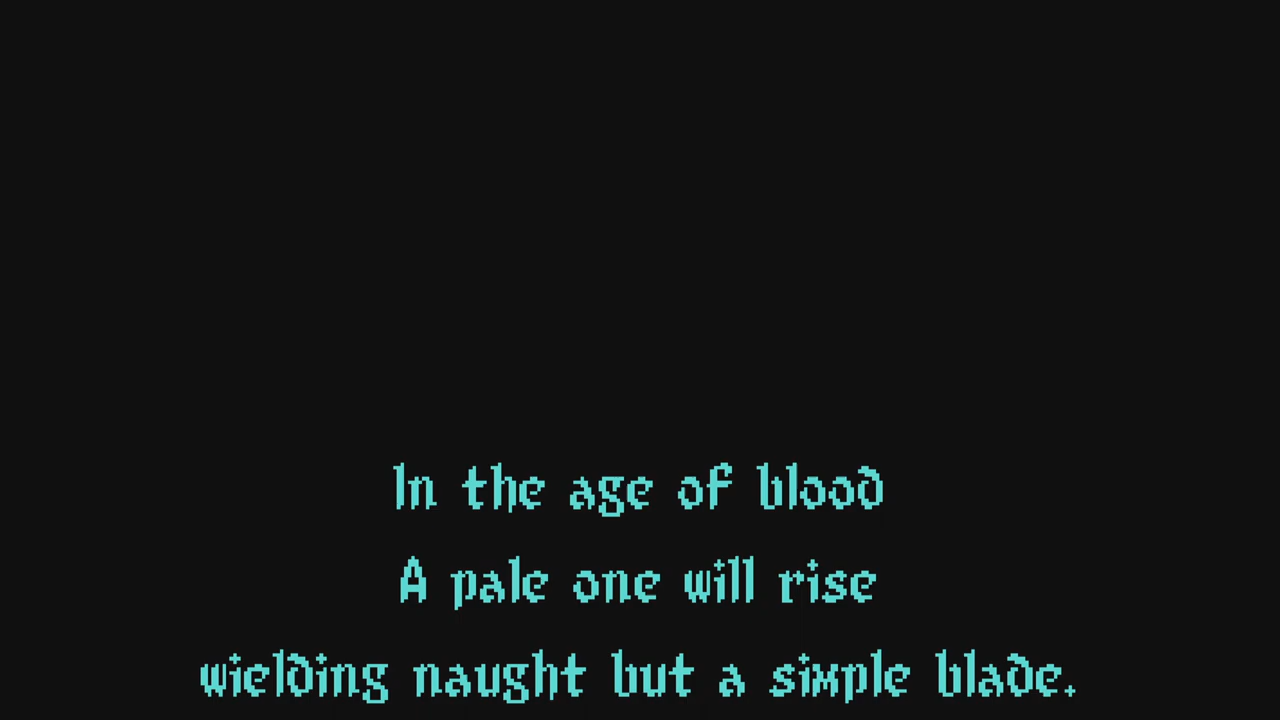 In the age of blood
A pale one will rise
wielding naught but a simple blade.